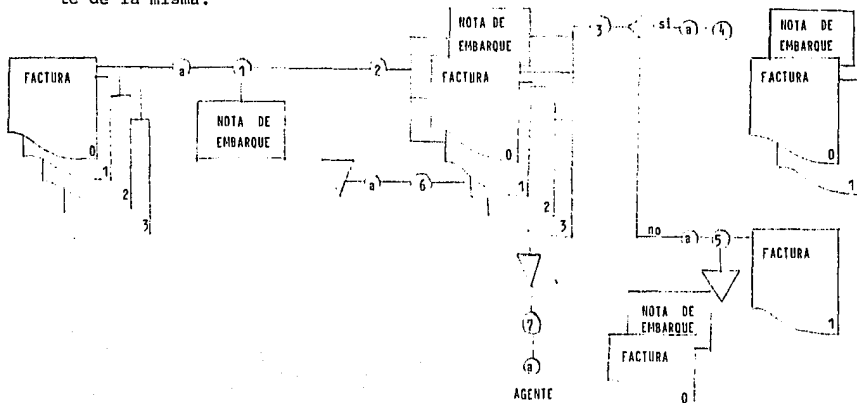 te de la misma.
FACTURA
0
1
2
3
a
1
NOTA DE
EMBARQUE
2
NOTA DE
EMBARQUE
FACTURA
0
1
2
3
a
6
7
a
AGENTE
3
si
a
4
NOTA DE
EMBARQUE
FACTURA
0
1
no
a
5
FACTURA
1
NOTA DE
EMBARQUE
FACTURA
0